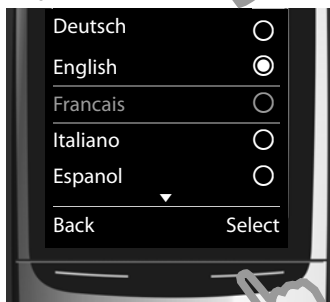 Deutsch
English
Francais
Italiano
Espanol
Back Select